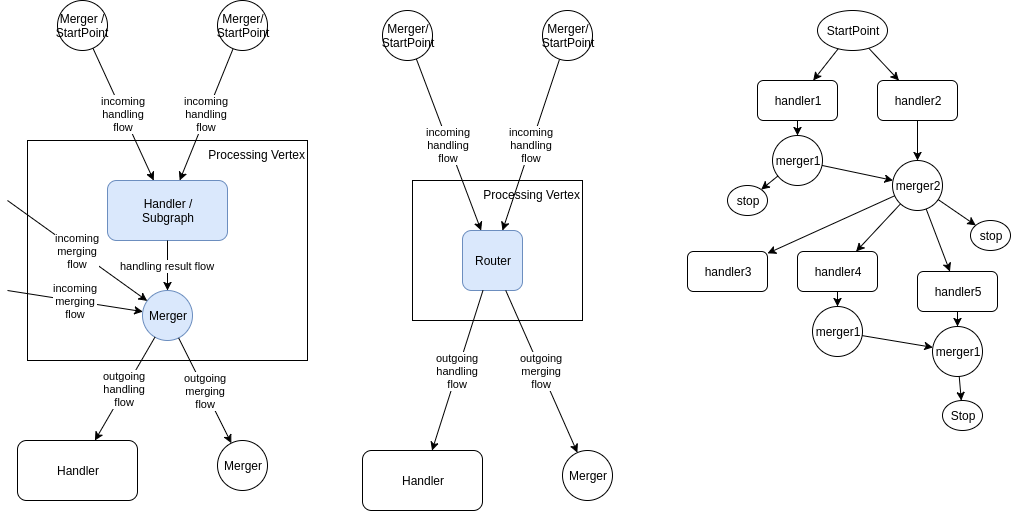 Merger /
StartPoint
Merger/
StartPoint
incoming
handling
flow
incoming
handling
flow
Processing Vertex
Handler /
Subgraph
incoming
merging
flow
handling result flow
incoming
merging
flow
Merger
outgoing
handling
flow
outgoing
merging
flow
Handler
Merger
Merger/
StartPoint
Merger/
StartPoint
incoming
handling
flow
incoming
handling
flow
Processing Vertex
Router
outgoing
handling
flow
outgoing
merging
flow
Handler
Merger
StartPoint
handler1
handler2
merger1
merger2
stop
stop
handler3
handler4
handler5
merger1
merger1
Stop